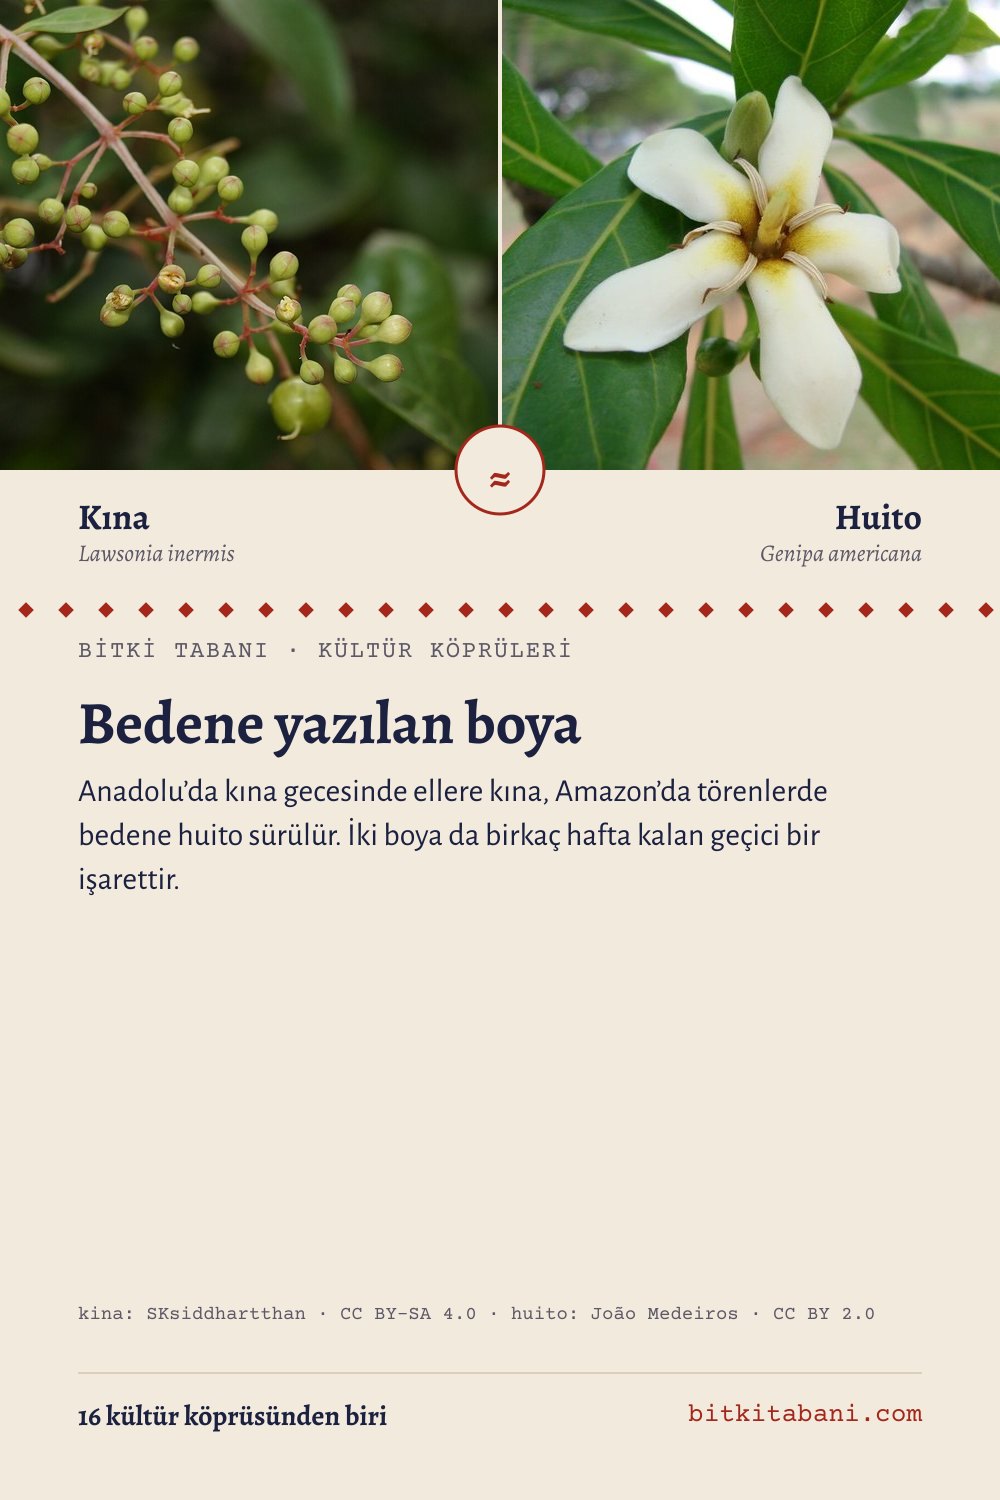 ≈
Kına
Huito
Lawsonia inermis
Genipa americana
BİTKİ TABANI · KÜLTÜR KÖPRÜLERİ
Bedene yazılan boya
Anadolu’da kına gecesinde ellere kına, Amazon’da törenlerde
bedene huito sürülür. İki boya da birkaç hafta kalan geçici bir
işarettir.
kina: SKsiddhartthan · CC BY-SA 4.0 · huito: João Medeiros · CC BY 2.0
16 kültür köprüsünden biri
bitkitabani.com